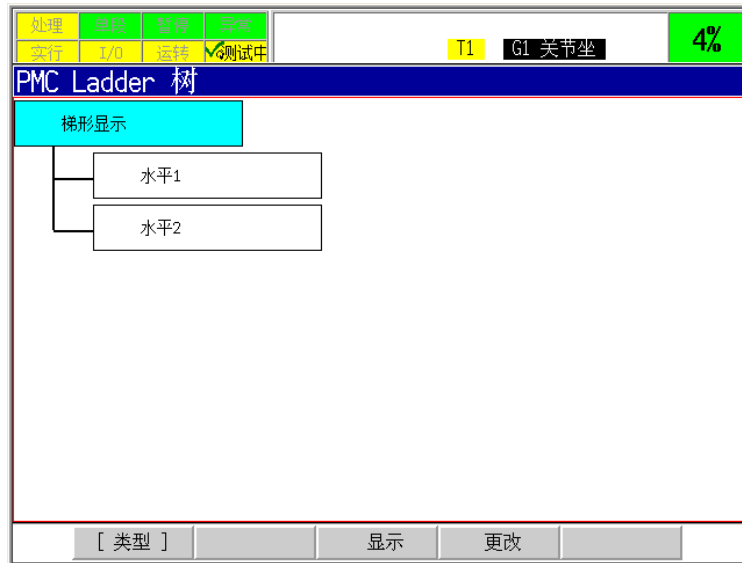 处理 单段 暂停 异常
实行 I/O 运转 测试中
T1 G1 关节坐
4%
PMC Ladder 树
梯形显示
水平1
水平2
[ 类型 ] 显示 更改